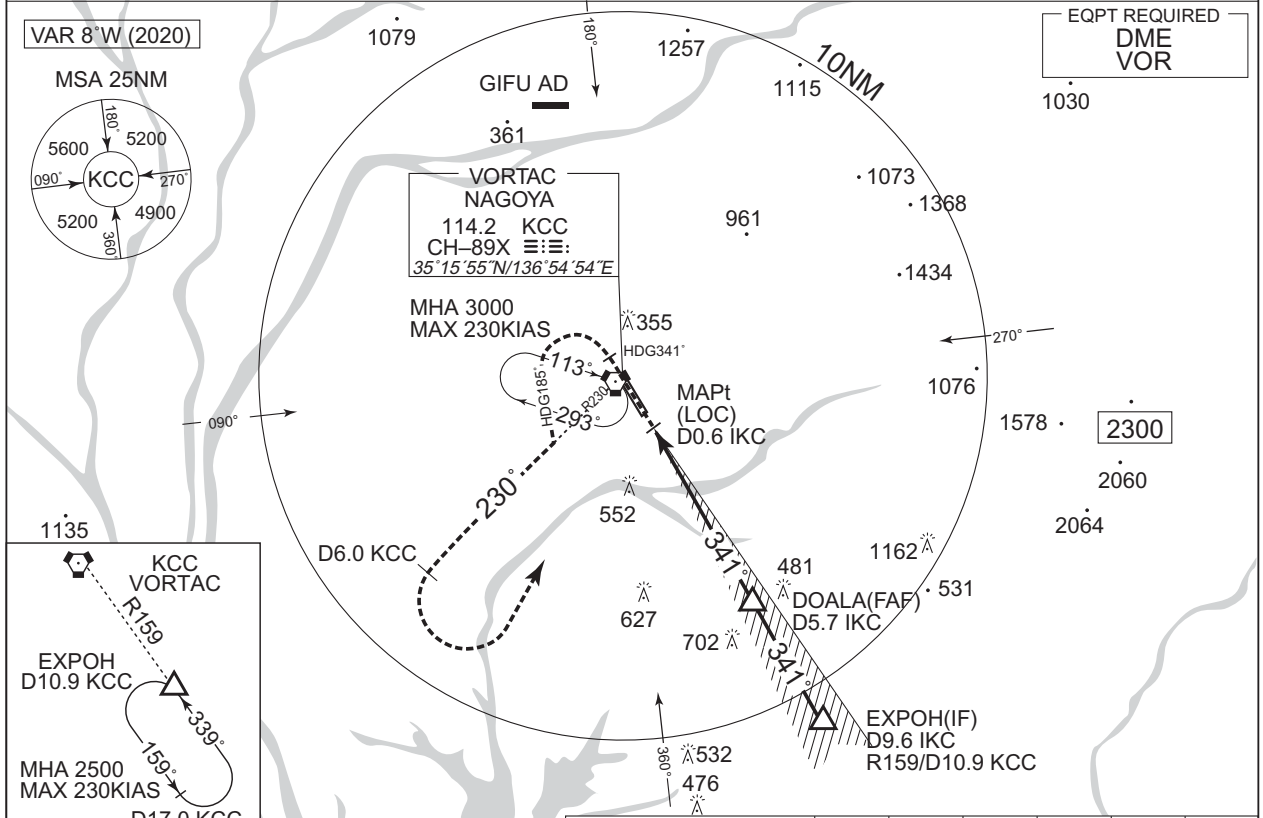 VAR 8°W (2020)
MSA 25NM
180°
5600
5200
090°
KCC
270°
5200
4900
360°
1079
180°
1257
10NM
1115
EQPT REQUIRED
DME
VOR
1030
GIFU AD
361
VORTAC
NAGOYA
114.2 KCC
CH–89X
35°15´55˝N/136°54´54˝E
961
1073
1368
1434
MHA 3000
MAX 230KIAS
355
HDG341°
113°
HDG185°
R230
293°
270°
1076
MAPt
(LOC)
D0.6 IKC
1578
2300
2060
2064
090°
230°
552
341°
1162
481
531
DOALA(FAF)
D5.7 IKC
D6.0 KCC
627
702
341°
EXPOH(IF)
D9.6 IKC
R159/D10.9 KCC
360°
532
476
1135
KCC
VORTAC
R159
EXPOH
D10.9 KCC
339°
159°
MHA 2500
MAX 230KIAS
D17.0 KCC